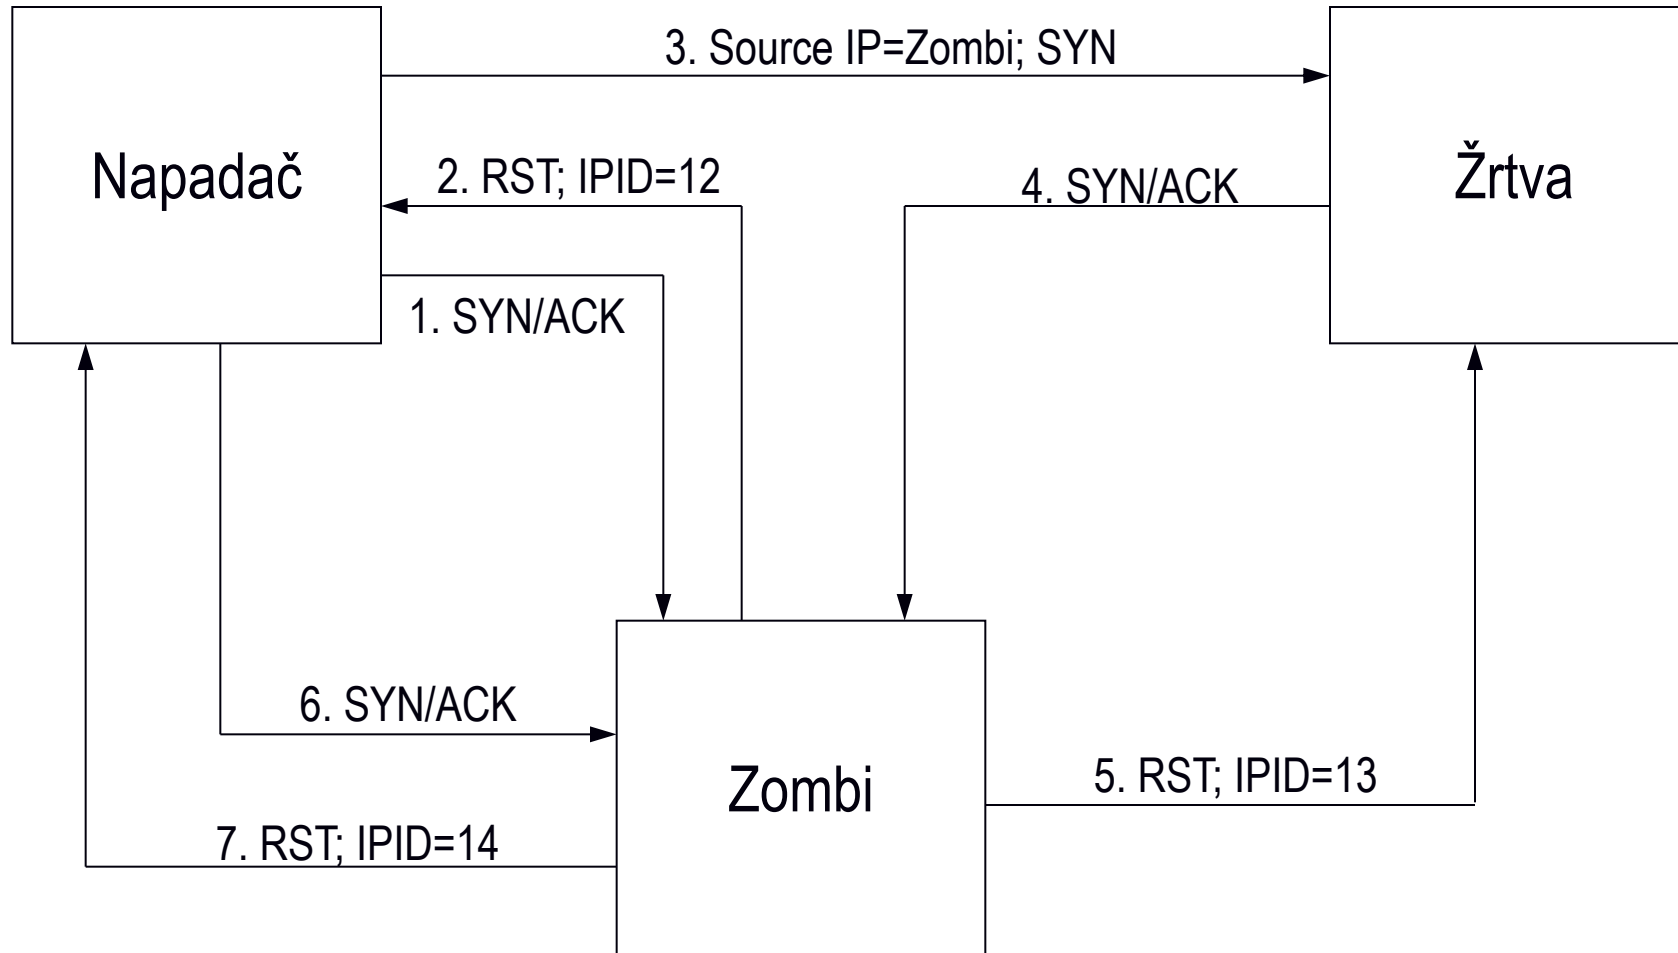 3. Source IP=Zombi; SYN
Napadač
2. RST; IPID=12
4. SYN/ACK
Žrtva
1. SYN/ACK
6. SYN/ACK
Zombi
5. RST; IPID=13
7. RST; IPID=14